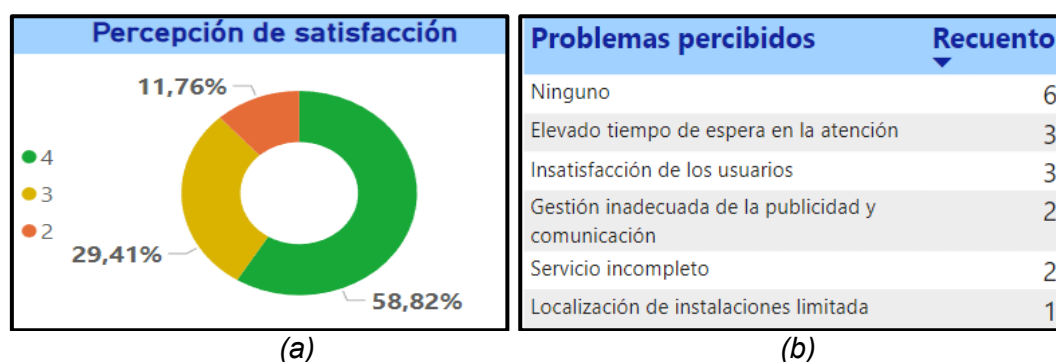 Percepción de satisfacción
11,76%
4
3
2
29,41%
58,82%
(a)
Problemas percibidos Recuento
Ninguno 6
Elevado tiempo de espera en la atención 3
Insatisfacción de los usuarios 3
Gestión inadecuada de la publicidad y 2
comunicación
Servicio incompleto 2
Localización de instalaciones limitada 1
(b)